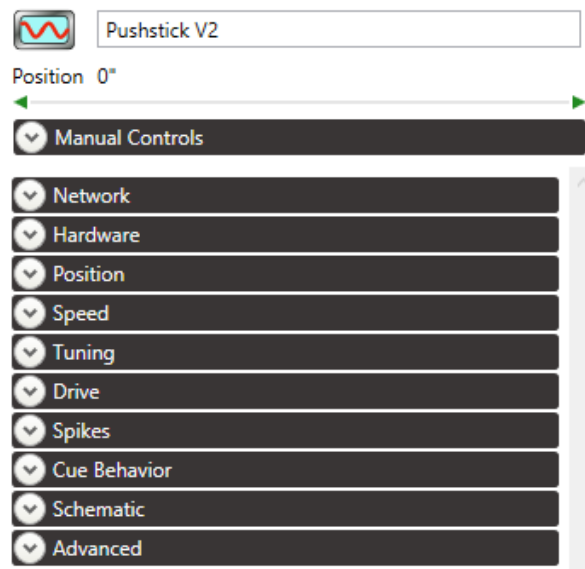 Pushstick V2
Position 0"
Manual Controls
Network
Hardware
Position
Speed
Tuning
Drive
Spikes
Cue Behavior
Schematic
Advanced